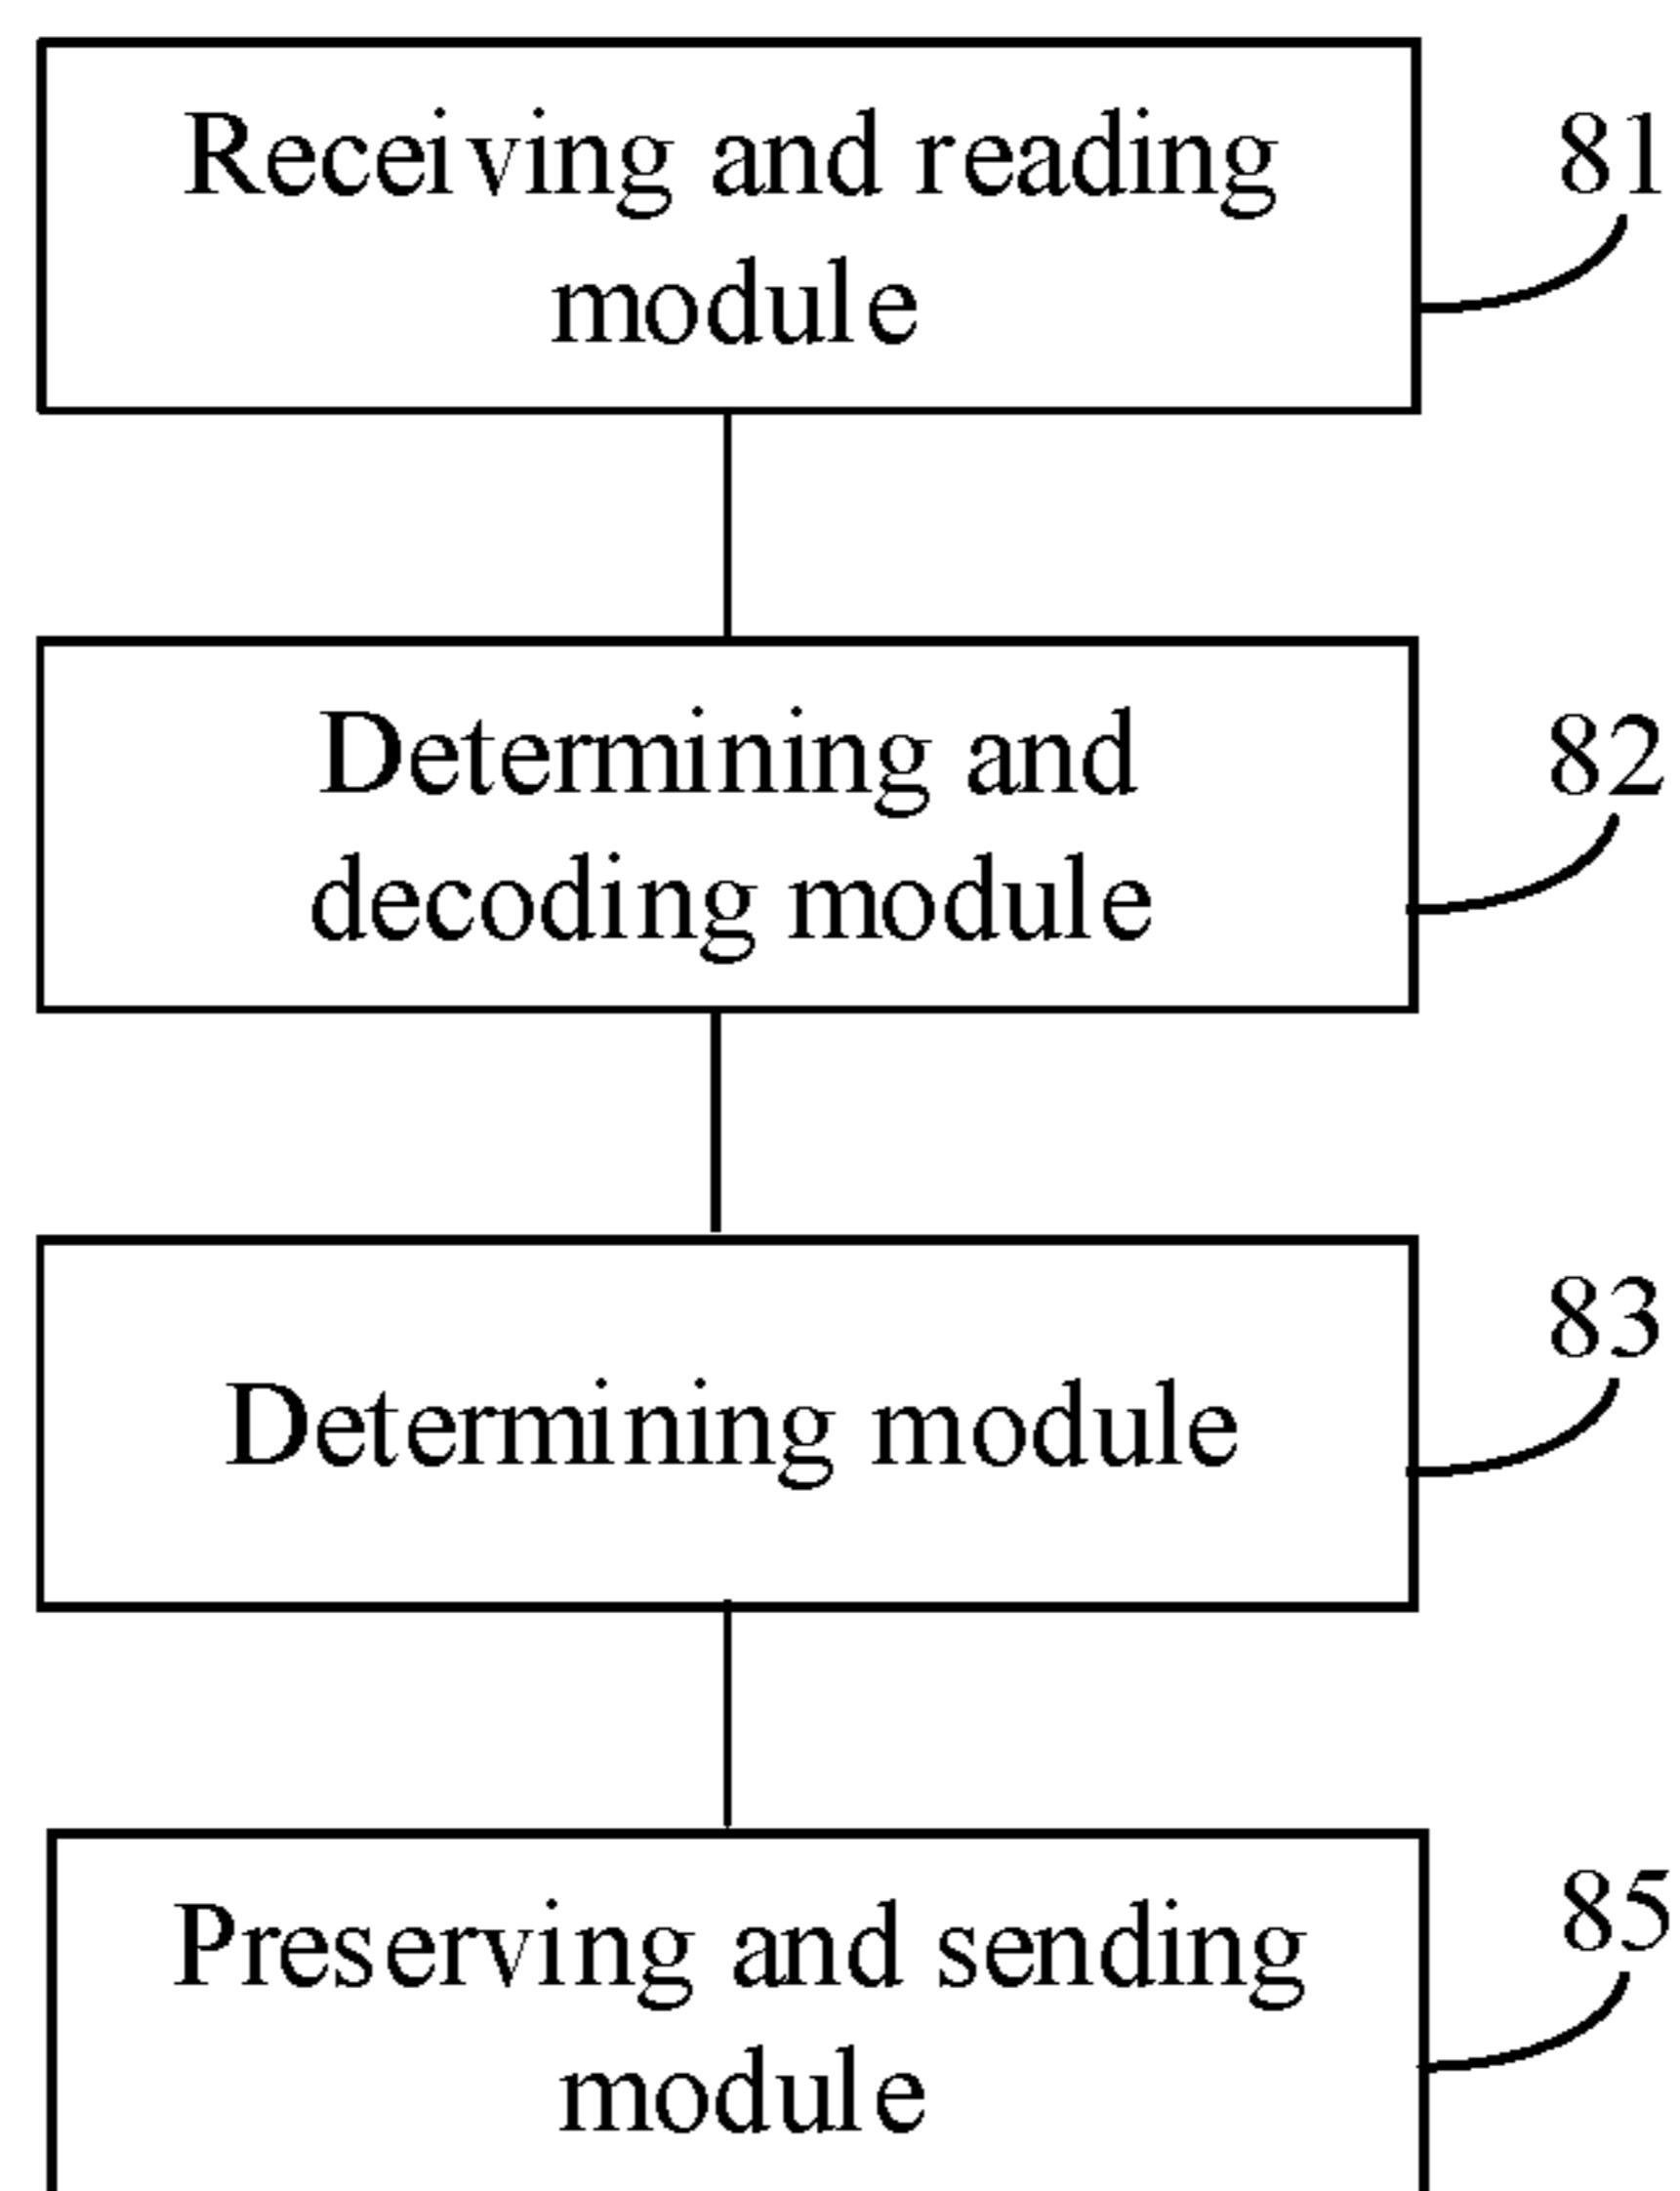 Receiving and reading
module
81
Determining and
decoding module
82
Determining module
83
Preserving and sending
module
85